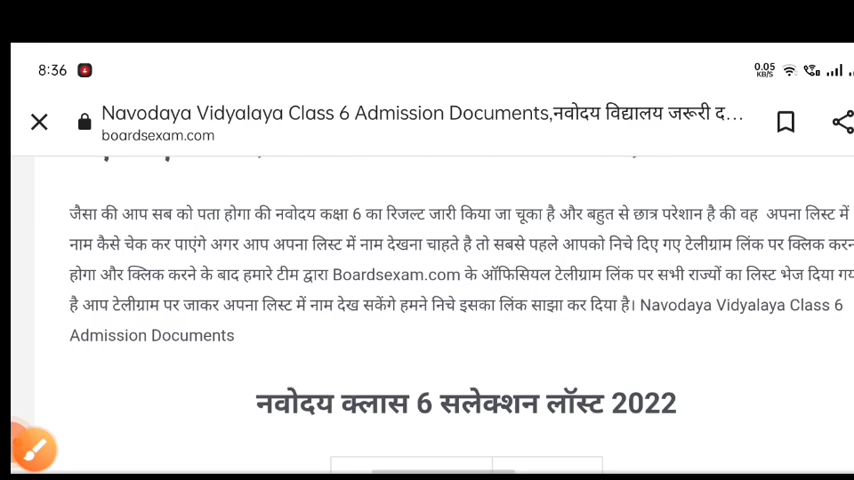 8:36
0.05
KB/S
Navodaya Vidyalaya Class 6 Admission Documents,नवोदय विद्यालय जरूरी द...
boardsexam.com
जैसा की आप सब को पता होगा की नवोदय कक्षा 6 का रिजल्ट जारी किया जा चूका है और बहुत से छात्र परेशान है की वह अपना लिस्ट में
नाम कैसे चेक कर पाएंगे अगर आप अपना लिस्ट में नाम देखना चाहते है तो सबसे पहले आपको निचे दिए गए टेलीग्राम लिंक पर क्लिक करन
होगा और क्लिक करने के बाद हमारे टीम द्वारा Boardsexam.com के ऑफिसियल टेलीग्राम लिंक पर सभी राज्यों का लिस्ट भेज दिया गय
है आप टेलीग्राम पर जाकर अपना लिस्ट में नाम देख सकेंगे हमने निचे इसका लिंक साझा कर दिया है। Navodaya Vidyalaya Class 6
Admission Documents
नवोदय क्लास 6 सलेक्शन लॉस्ट 2022